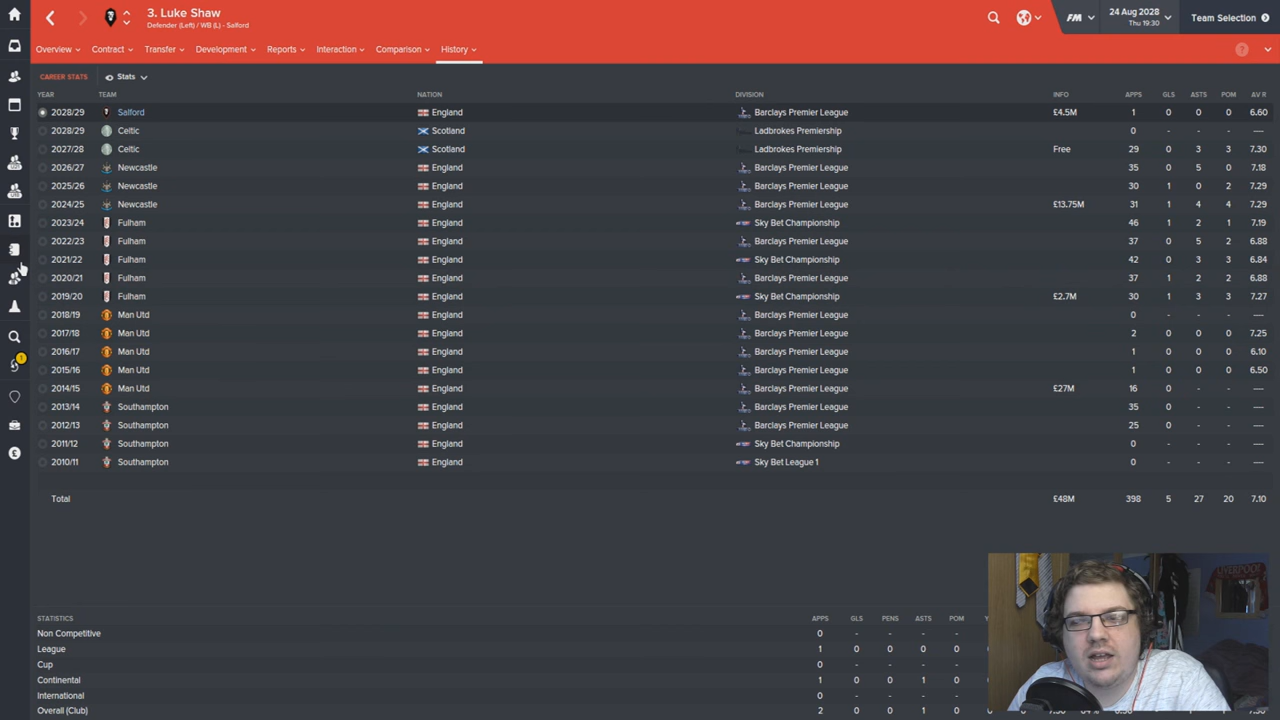 3. Luke Shaw
Defender (Left) / WB (L) - Salford
FM
24 Aug 2028
Thu 19:30
Team Selection
Overview Contract Transfer Development Reports Interaction Comparison History
?
CAREER STATS Stats
YEAR TEAM NATION DIVISION INFO APPS GLS ASTS POM AV R
2028/29 Salford England Barclays Premier League £4.5M 1 0 0 0 6.60
2028/29 Celtic Scotland Ladbrokes Premiership 0 - - - —
2027/28 Celtic Scotland Ladbrokes Premiership Free 29 0 3 3 7.30
2026/27 Newcastle England Barclays Premier League 35 0 5 0 7.18
2025/26 Newcastle England Barclays Premier League 30 1 0 2 7.29
2024/25 Newcastle England Barclays Premier League £13.75M 31 1 4 4 7.29
2023/24 Fulham England Sky Bet Championship 46 1 2 1 7.19
2022/23 Fulham England Barclays Premier League 37 0 5 2 6.88
2021/22 Fulham England Sky Bet Championship 42 0 3 3 6.84
2020/21 Fulham England Barclays Premier League 37 1 2 2 6.88
2019/20 Fulham England Sky Bet Championship £2.7M 30 1 3 3 7.27
2018/19 Man Utd England Barclays Premier League 0 - - - —
2017/18 Man Utd England Barclays Premier League 2 0 0 0 7.25
2016/17 Man Utd England Barclays Premier League 1 0 0 0 6.10
2015/16 Man Utd England Barclays Premier League 1 0 0 0 6.50
2014/15 Man Utd England Barclays Premier League £27M 16 0 - - —
2013/14 Southampton England Barclays Premier League 35 0 - - —
2012/13 Southampton England Barclays Premier League 25 0 - - —
2011/12 Southampton England Sky Bet Championship 0 - - - —
2010/11 Southampton England Sky Bet League 1 0 - - - —
Total £48M 398 5 27 20 7.10
STATISTICS APPS GLS PENS ASTS POM
Non Competitive 0 - - - -
League 1 0 0 0 0
Cup 0 - - - -
Continental 1 0 0 1 0
International 0 - - - -
Overall (Club) 2 0 0 1 0
LIVERPOOL